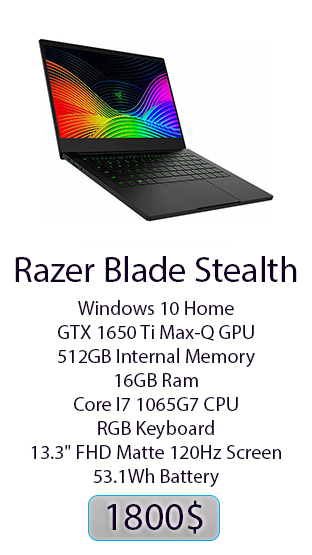 Razer Blade Stealth
Windows 10 Home
GTX 1650 Ti Max-Q GPU
512GB Internal Memory
16GB Ram
Core I7 1065G7 CPU
RGB Keyboard
13.3" FHD Matte 120Hz Screen
53.1Wh Battery
1800$